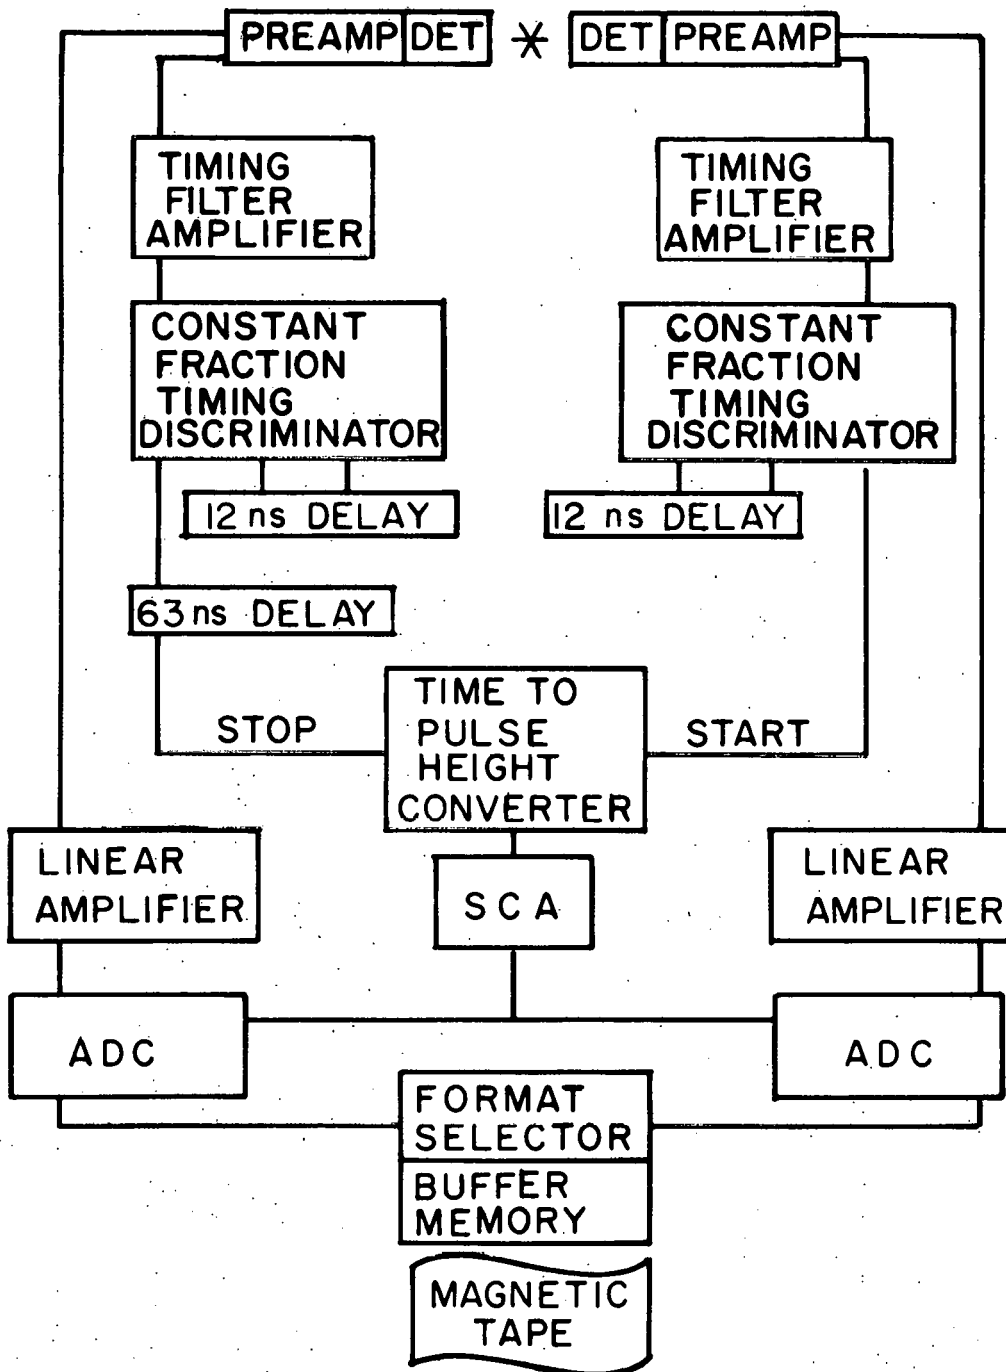 PREAMP DET * DET PREAMP
TIMING
FILTER
AMPLIFIER
TIMING
FILTER
AMPLIFIER
CONSTANT
FRACTION
TIMING
DISCRIMINATOR
CONSTANT
FRACTION
TIMING
DISCRIMINATOR
12 ns DELAY
12 ns DELAY
63 ns DELAY
STOP
TIME TO
PULSE
HEIGHT
CONVERTER
START
LINEAR
AMPLIFIER
SCA
LINEAR
AMPLIFIER
ADC
ADC
FORMAT
SELECTOR
BUFFER
MEMORY
MAGNETIC
TAPE